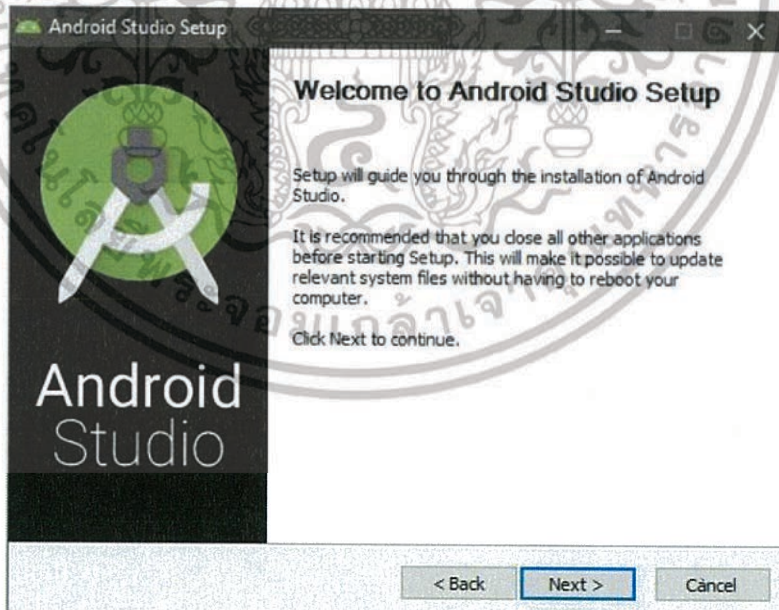 Android Studio Setup
Welcome to Android Studio Setup
Setup will guide you through the installation of Android
Studio.
It is recommended that you close all other applications
before starting Setup. This will make it possible to update
relevant system files without having to reboot your
computer.
Click Next to continue.
Android
Studio
< Back
Next >
Cancel